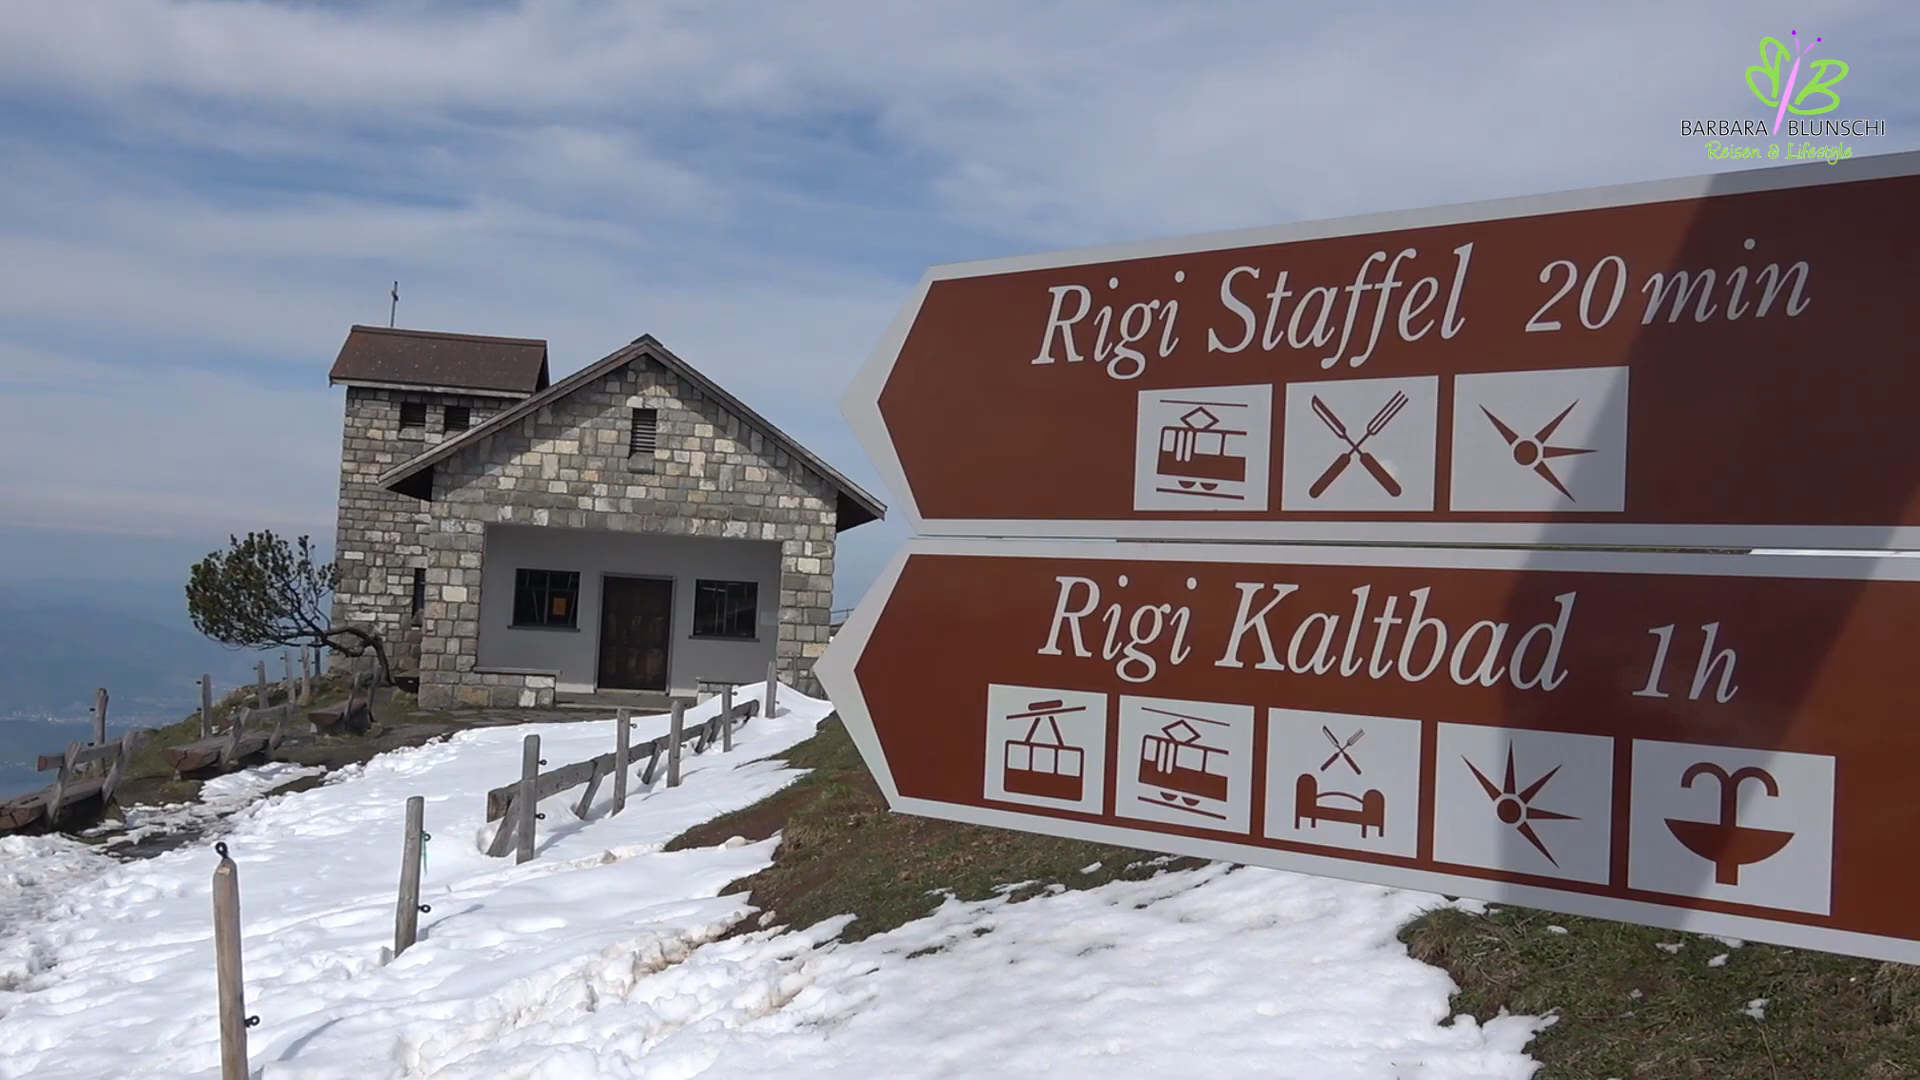 BARBARA BLUNSCHI
Reisen & Lifestyle
Rigi Staffel 20 min
Rigi Kaltbad 1h